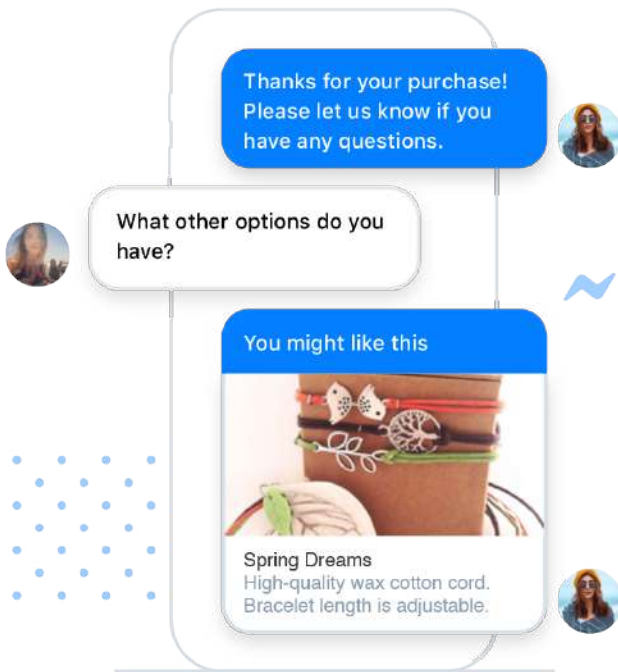 Thanks for your purchase!
Please let us know if you
have any questions.
What other options do you
have?
You might like this
Spring Dreams
High-quality wax cotton cord.
Bracelet length is adjustable.